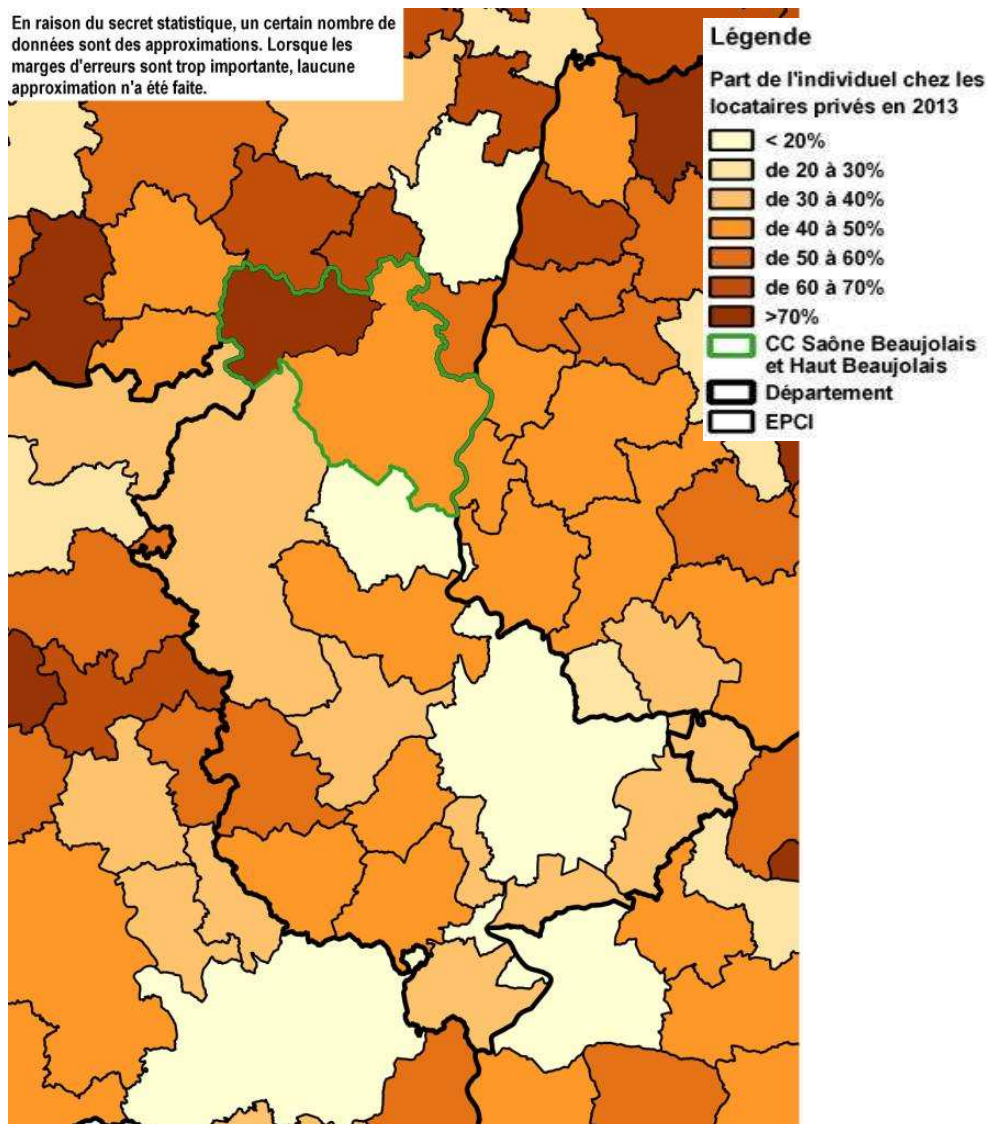 En raison du secret statistique, un certain nombre de
données sont des approximations. Lorsque les
marges d'erreurs sont trop importante, laucune
approximation n'a été faite.
Légende
Part de l'individuel chez les
locataires privés en 2013
< 20%
de 20 à 30%
de 30 à 40%
de 40 à 50%
de 50 à 60%
de 60 à 70%
>70%
CC Saône Beaujolais
et Haut Beaujolais
Département
EPCI